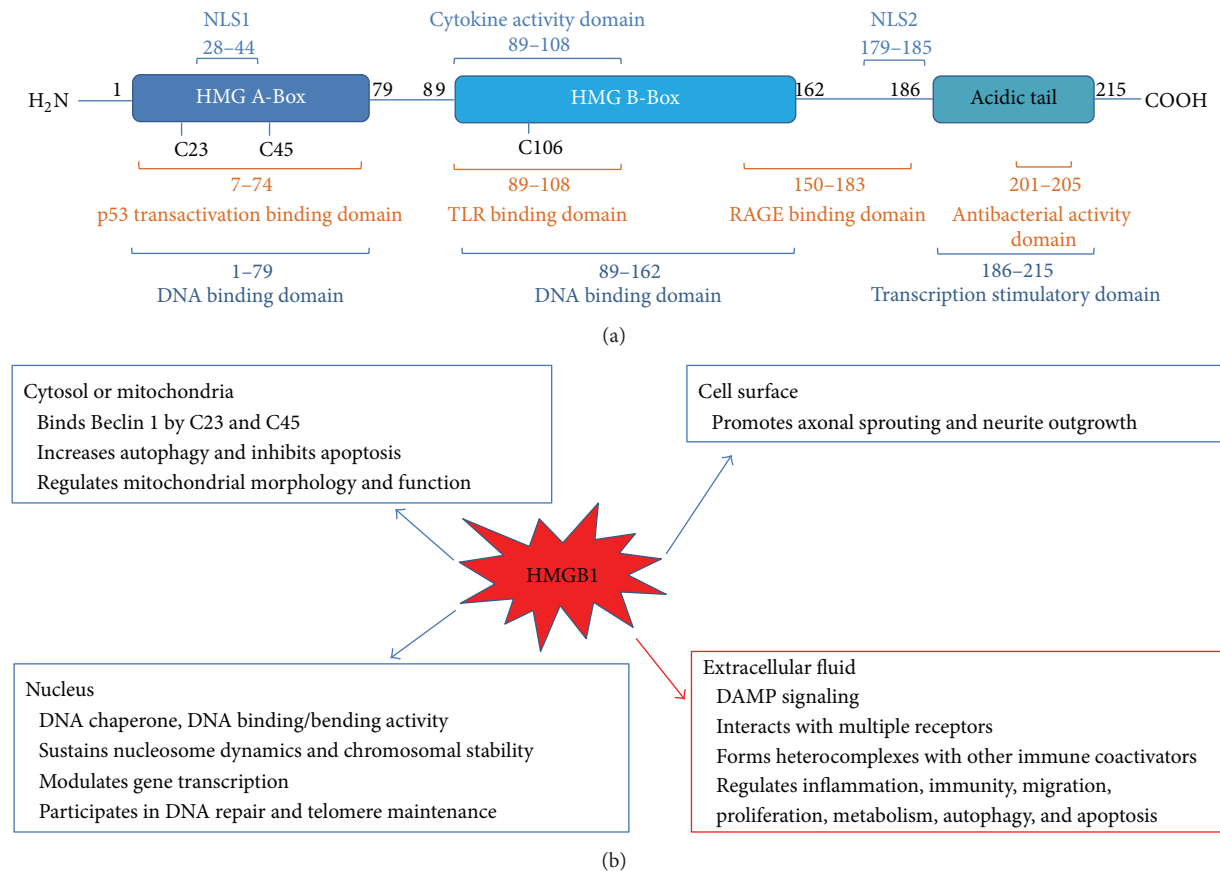 NLS1
28–44
Cytokine activity domain
89–108
NLS2
179–185
H2N
1
HMG A-Box
79
89
HMG B-Box
162
186
Acidic tail
215
COOH
C23
C45
C106
7–74
p53 transactivation binding domain
89–108
TLR binding domain
150–183
RAGE binding domain
201–205
Antibacterial activity
domain
1–79
DNA binding domain
89–162
DNA binding domain
186–215
Transcription stimulatory domain
(a)
Cytosol or mitochondria
Binds Beclin 1 by C23 and C45
Increases autophagy and inhibits apoptosis
Regulates mitochondrial morphology and function
Cell surface
Promotes axonal sprouting and neurite outgrowth
HMGB1
Nucleus
DNA chaperone, DNA binding/bending activity
Sustains nucleosome dynamics and chromosomal stability
Modulates gene transcription
Participates in DNA repair and telomere maintenance
Extracellular fluid
DAMP signaling
Interacts with multiple receptors
Forms heterocomplexes with other immune coactivators
Regulates inflammation, immunity, migration,
proliferation, metabolism, autophagy, and apoptosis
(b)